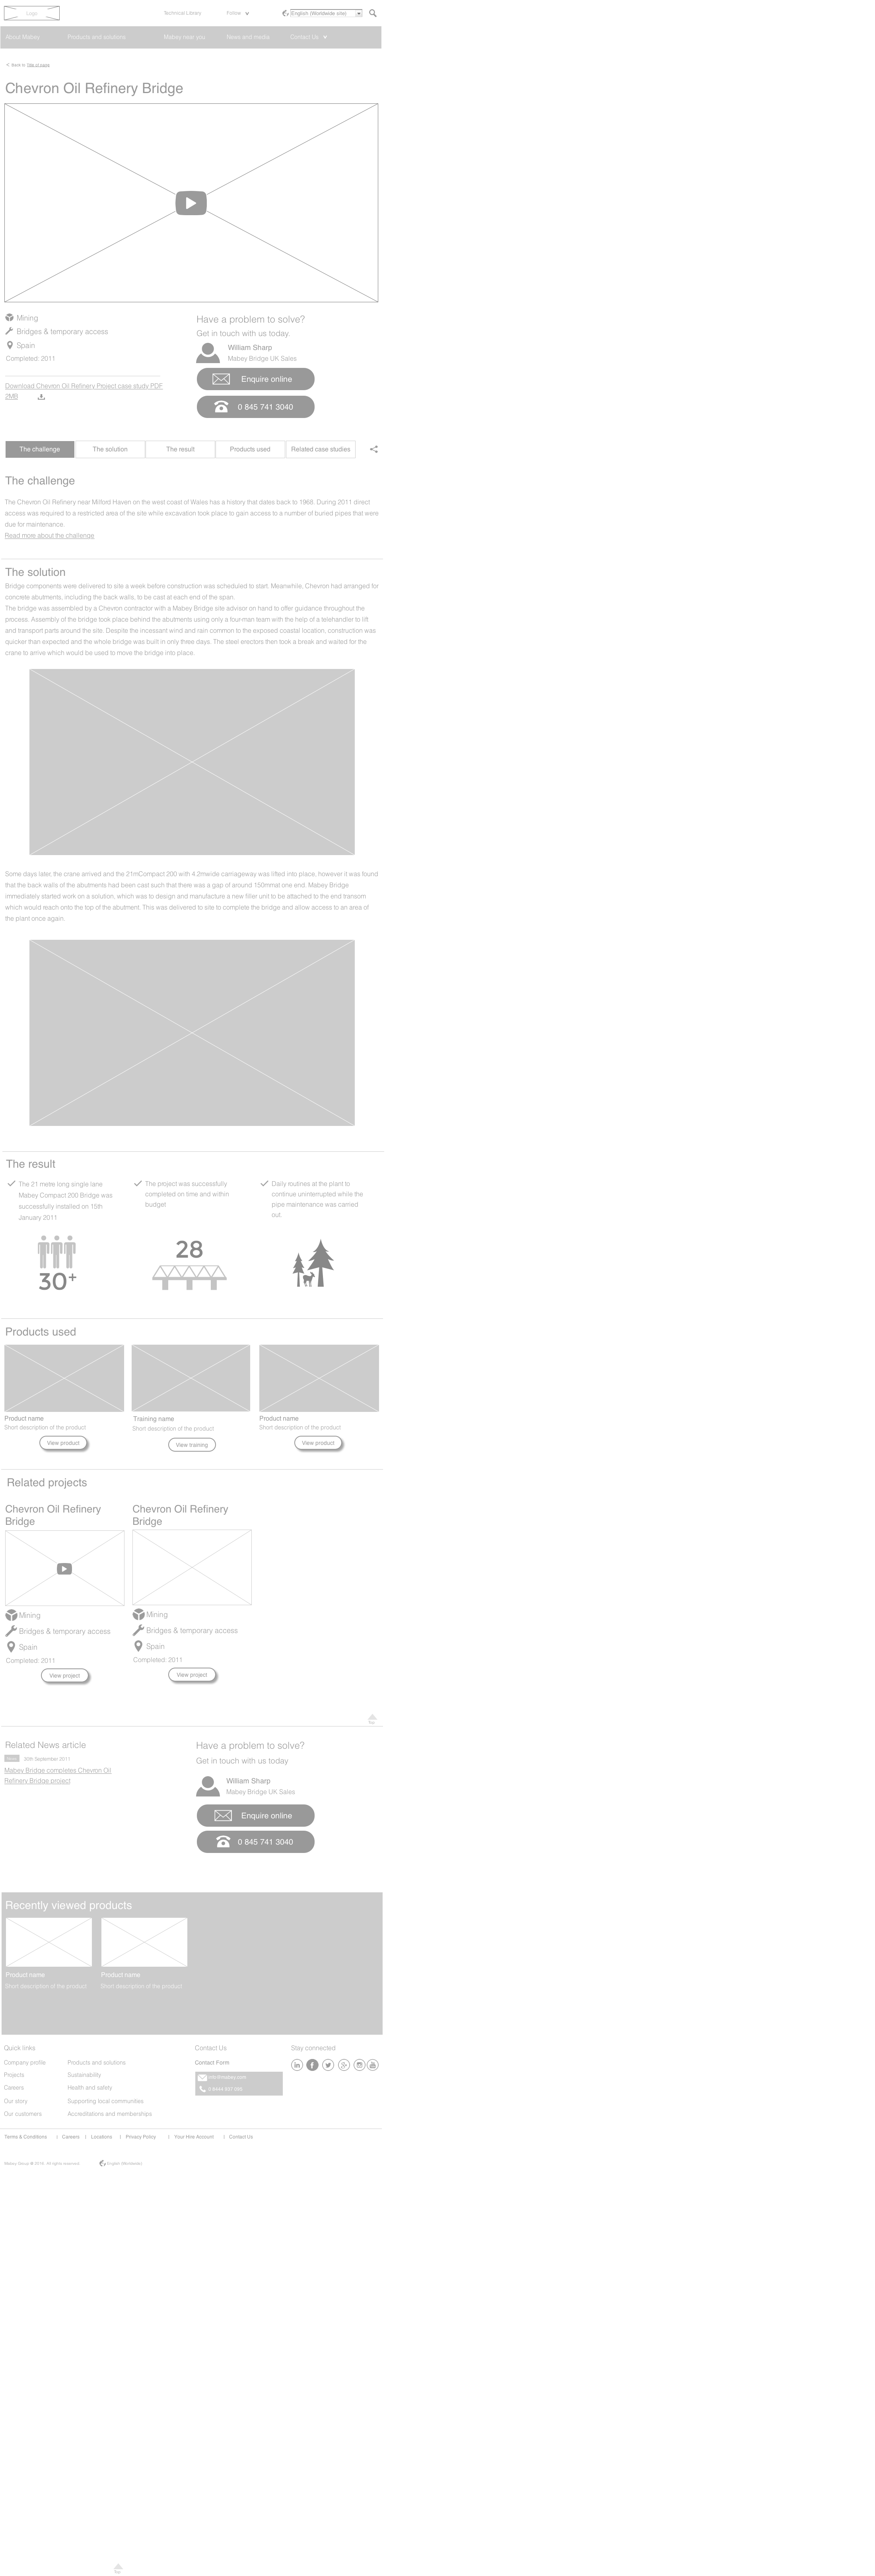 Logo
Technical Library
Follow
English (Worldwide site)
About Mabey
Products and solutions
Mabey near you
News and media
Contact Us
< Back to Title of page
Chevron Oil Refinery Bridge
Mining
Bridges & temporary access
Spain
Completed: 2011
Download Chevron Oil Refinery Project case study PDF
2MB
Have a problem to solve?
Get in touch with us today.
William Sharp
Mabey Bridge UK Sales
Enquire online
0 845 741 3040
The challenge
The solution
The result
Products used
Related case studies
The challenge
The Chevron Oil Refinery near Milford Haven on the west coast of Wales has a history that dates back to 1968. During 2011 direct
access was required to a restricted area of the site while excavation took place to gain access to a number of buried pipes that were
due for maintenance.
Read more about the challenge
The solution
Bridge components were delivered to site a week before construction was scheduled to start. Meanwhile, Chevron had arranged for
concrete abutments, including the back walls, to be cast at each end of the span.
The bridge was assembled by a Chevron contractor with a Mabey Bridge site advisor on hand to offer guidance throughout the
process. Assembly of the bridge took place behind the abutments using only a four-man team with the help of a telehandler to lift
and transport parts around the site. Despite the incessant wind and rain common to the exposed coastal location, construction was
quicker than expected and the whole bridge was built in only three days. The steel erectors then took a break and waited for the
crane to arrive which would be used to move the bridge into place.
Some days later, the crane arrived and the 21mCompact 200 with 4.2mwide carriageway was lifted into place, however it was found
that the back walls of the abutments had been cast such that there was a gap of around 150mmat one end. Mabey Bridge
immediately started work on a solution, which was to design and manufacture a new filler unit to be attached to the end transom
which would reach onto the top of the abutment. This was delivered to site to complete the bridge and allow access to an area of
the plant once again.
The result
The 21 metre long single lane
Mabey Compact 200 Bridge was
successfully installed on 15th
January 2011
The project was successfully
completed on time and within
budget
Daily routines at the plant to
continue uninterrupted while the
pipe maintenance was carried
out.
30+
28
Products used
Product name
Short description of the product
View product
Training name
Short description of the product
View training
Product name
Short description of the product
View product
Related projects
Chevron Oil Refinery
Bridge
Mining
Bridges & temporary access
Spain
Completed: 2011
View project
Chevron Oil Refinery
Bridge
Mining
Bridges & temporary access
Spain
Completed: 2011
View project
Top
Related News article
30th September 2011
Mabey Bridge completes Chevron Oil
Refinery Bridge project
Have a problem to solve?
Get in touch with us today
William Sharp
Mabey Bridge UK Sales
Enquire online
0 845 741 3040
Recently viewed products
Product name
Short description of the product
Product name
Short description of the product
Quick links
Company profile
Projects
Careers
Our story
Our customers
Products and solutions
Sustainability
Health and safety
Supporting local communities
Accreditations and memberships
Contact Us
Contact Form
Stay connected
Terms & Conditions | Careers | Locations | Privacy Policy | Your Hire Account | Contact Us
Mabey Group © 2016. All rights reserved.
English (Worldwide)
Top